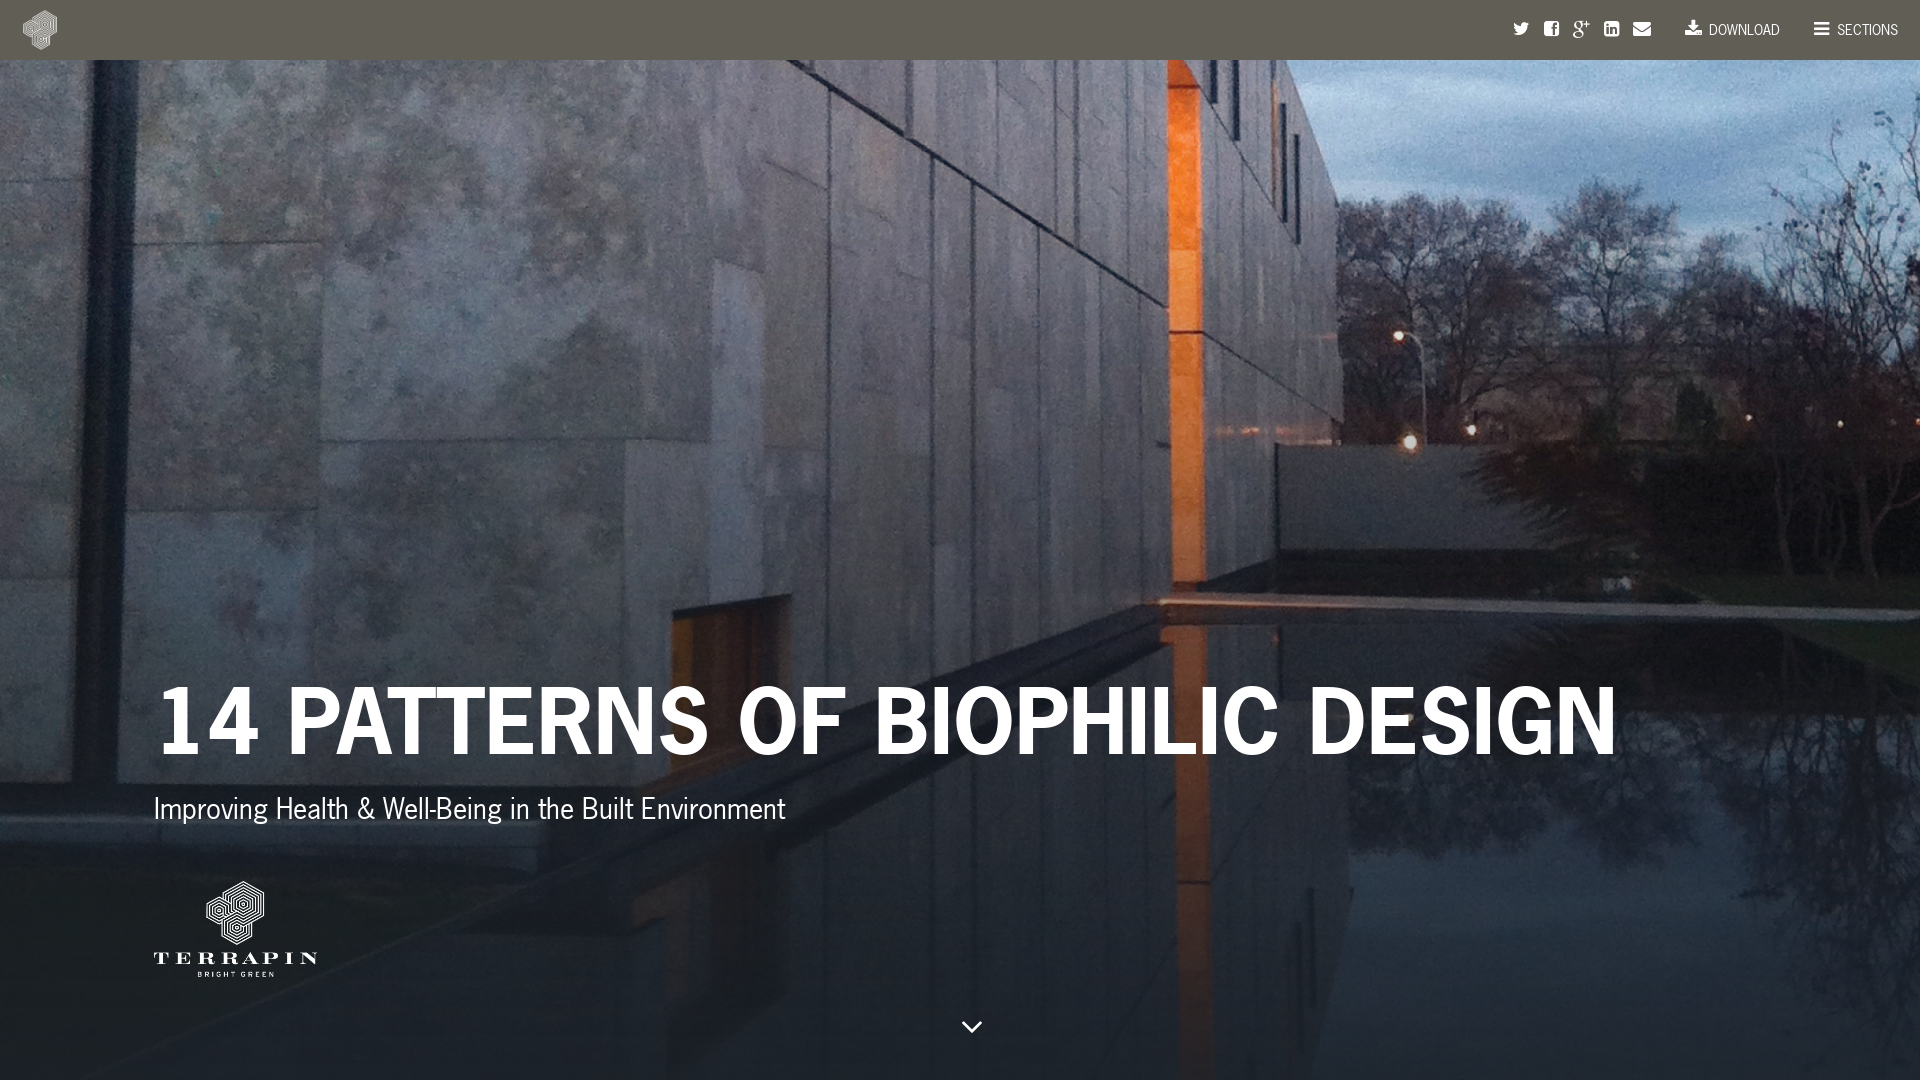 DOWNLOAD
SECTIONS
14 PATTERNS OF BIOPHILIC DESIGN
Improving Health & Well-Being in the Built Environment
TERRAPIN
BRIGHT GREEN